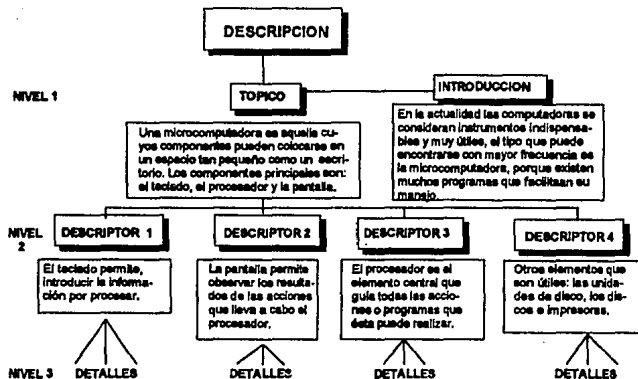 DESCRIPCION
NIVEL 1
TOPICO
INTRODUCCION
Una microcomputadora es aquella cu-
yos componentes pueden colocarse en
un espacio tan pequeño como un escri-
torio. Los componentes principales son:
el teclado, el procesador y la pantalla.
En la actualidad las computadoras se
consideran instrumentos indispensa-
bles y muy útiles, el tipo que puede
encontrarse con mayor frecuencia es
la microcomputadora, porque existen
muchos programas que facilitan su
manejo.
NIVEL
2
DESCRIPTOR 1
DESCRIPTOR 2
DESCRIPTOR 3
DESCRIPTOR 4
El teclado permite,
introducir la informa-
ción por procesar.
La pantalla permite
observar los resulta-
dos de las acciones
que lleva a cabo el
procesador.
El procesador es el
elemento central que
guía todas las accio-
nes o programas que
ésta puede realizar.
Otros elementos que
son útiles: las unida-
des de disco, los dis-
cos e impresoras.
NIVEL 3
DETALLES
DETALLES
DETALLES
DETALLES